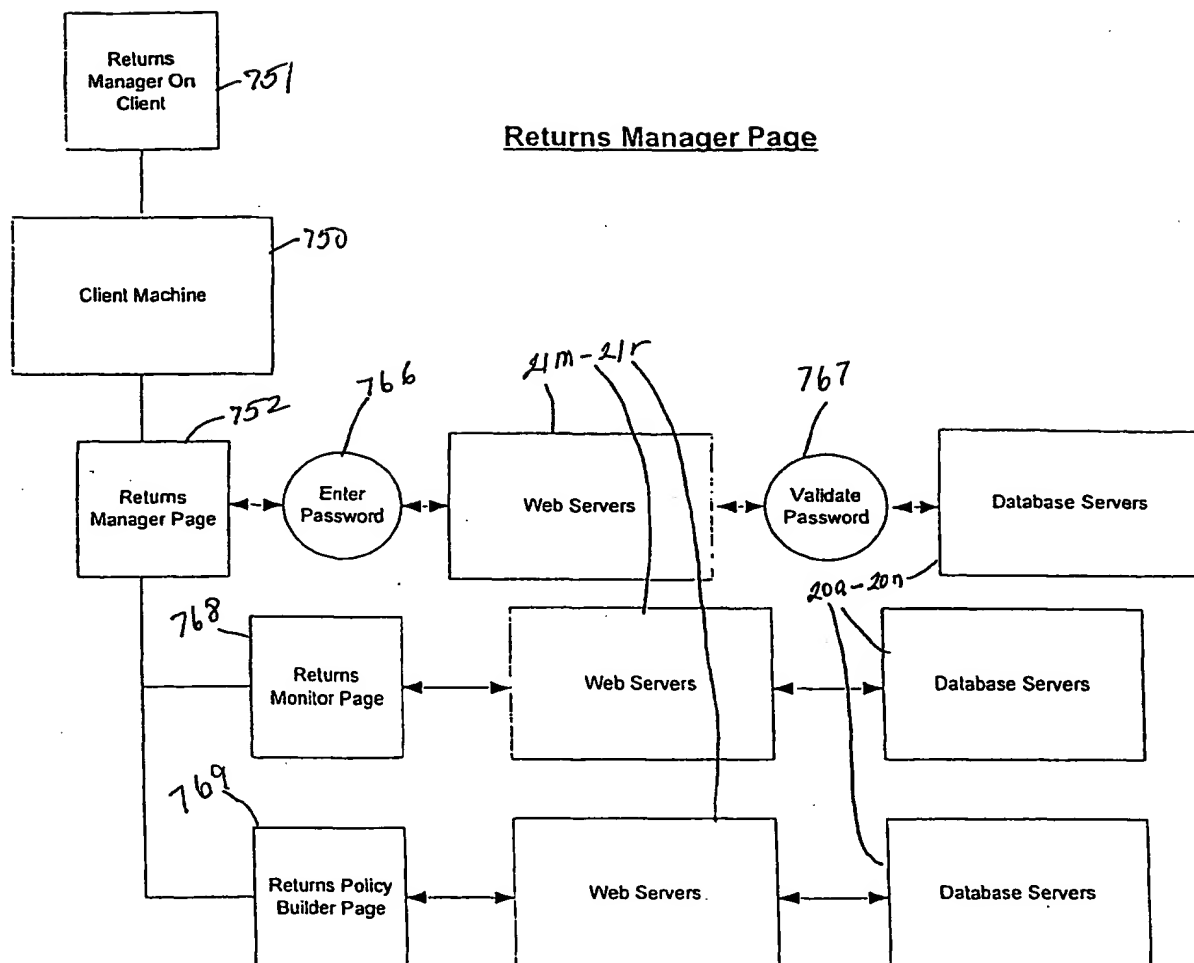 Returns
Manager On
Client
751
Returns Manager Page
750
Client Machine
21m-21r
766
767
752
Returns
Manager Page
Enter
Password
Web Servers
Validate
Password
Database Servers
20a-20n
768
Returns
Monitor Page
Web Servers
Database Servers
769
Returns Policy
Builder Page
Web Servers
Database Servers